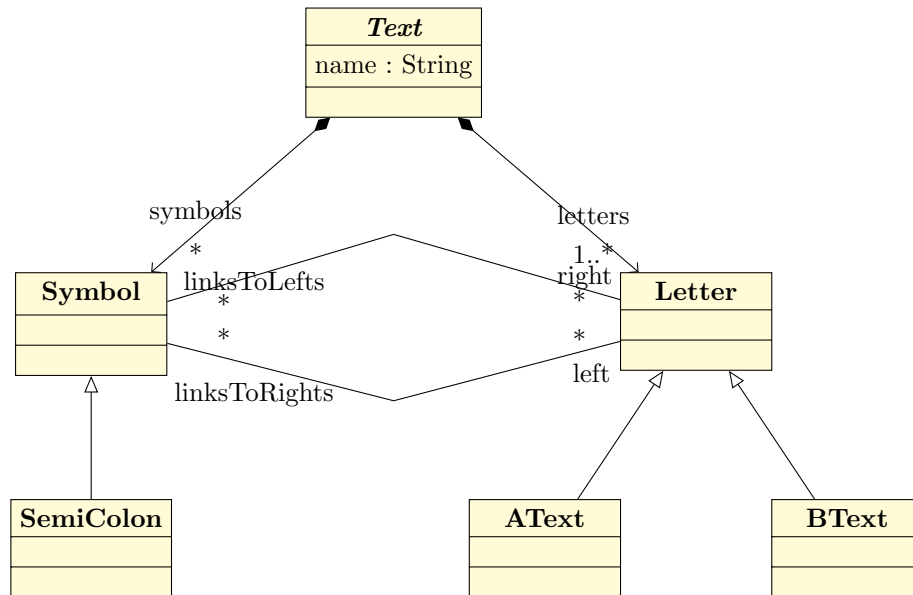 Text
name : String
symbols
*
letters
1..*
Symbol
linksToLefts
*
right
*
Letter
*
linksToRights
*
left
SemiColon
AText
BText